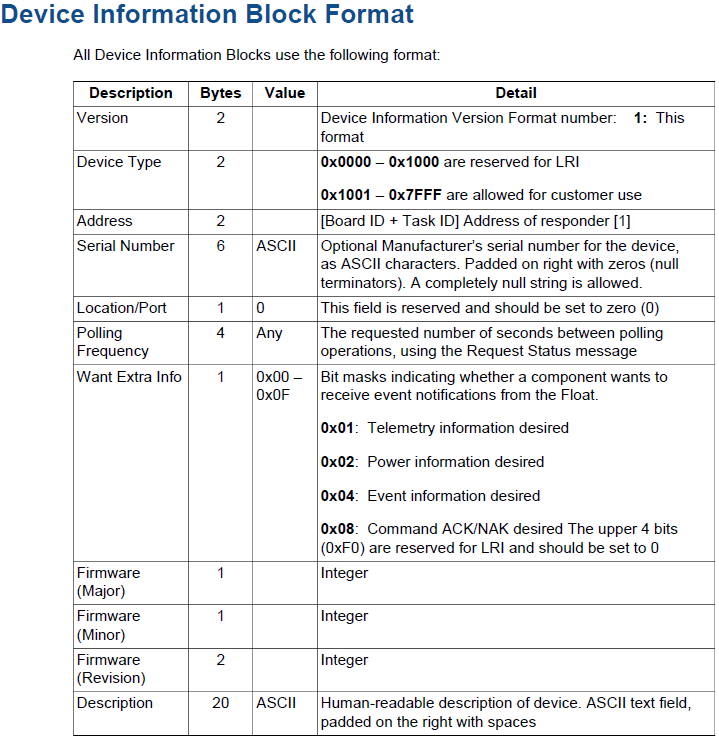 Device Information Block Format
All Device Information Blocks use the following format:
Description Bytes Value Detail
Version 2 Device Information Version Format number: 1: This
format
Device Type 2 0x0000 – 0x1000 are reserved for LRI
0x1001 – 0x7FFF are allowed for customer use
Address 2 [Board ID + Task ID] Address of responder [1]
Serial Number 6 ASCII Optional Manufacturer’s serial number for the device,
as ASCII characters. Padded on right with zeros (null
terminators). A completely null string is allowed.
Location/Port 1 0 This field is reserved and should be set to zero (0)
Polling 4 Any The requested number of seconds between polling
Frequency operations, using the Request Status message
Want Extra Info 1 0x00 – Bit masks indicating whether a component wants to
0x0F receive event notifications from the Float.
0x01: Telemetry information desired
0x02: Power information desired
0x04: Event information desired
0x08: Command ACK/NAK desired The upper 4 bits
(0xF0) are reserved for LRI and should be set to 0
Firmware 1 Integer
(Major)
Firmware 1 Integer
(Minor)
Firmware 2 Integer
(Revision)
Description 20 ASCII Human-readable description of device. ASCII text field,
padded on the right with spaces